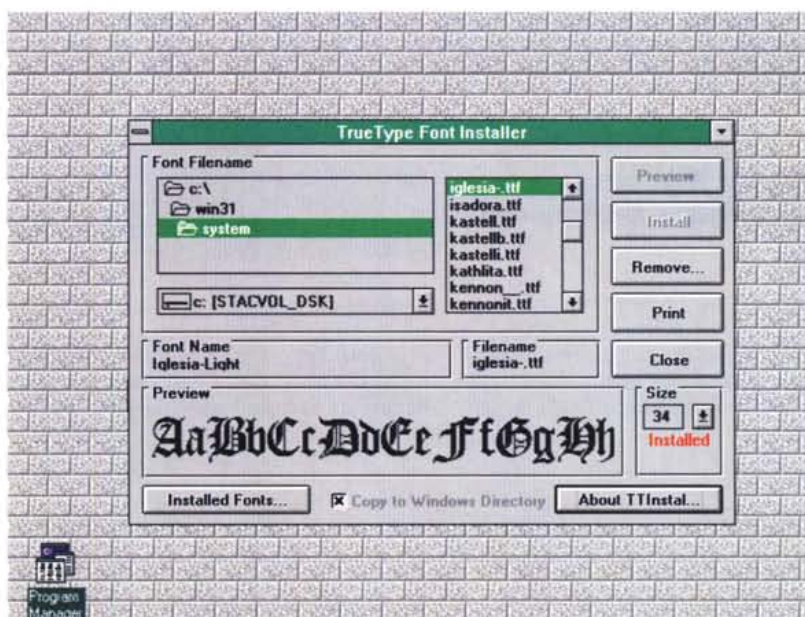 TrueType Font Installer
Font Filename
c:\
win31
system
c: [STACVOL_DSK]
iglesia-.ttf
isadora.ttf
kastell.ttf
kastellb.ttf
kastelli.ttf
kathlita.ttf
kennon__.ttf
kennonit.ttf
Preview
Install
Remove...
Print
Close
Font Name
Iglesia-Light
Filename
iglesia-.ttf
Preview
AaBbCcDdEeFfGgHh
Size
34
Installed
Installed Fonts...
Copy to Windows Directory
About TTInstal...
Program
Manager